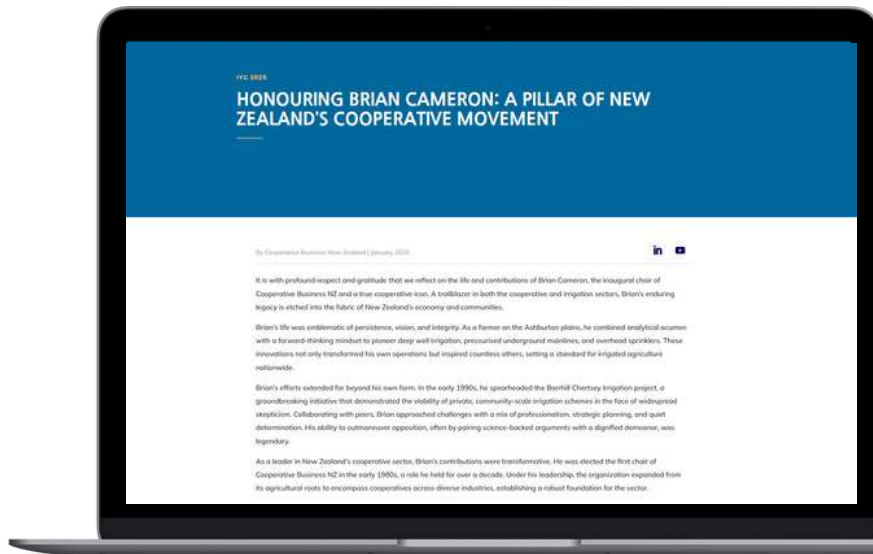 IYC 2025
HONOURING BRIAN CAMERON: A PILLAR OF NEW
ZEALAND'S COOPERATIVE MOVEMENT
By Cooperative Business New Zealand | January 2025
in
It is with profound respect and gratitude that we reflect on the life and contributions of Brian Cameron, the inaugural chair of
Cooperative Business NZ and a true cooperative icon. A trailblazer in both the cooperative and irrigation sectors, Brian's enduring
legacy is etched into the fabric of New Zealand's economy and communities.
Brian's life was emblematic of persistence, vision, and integrity. As a farmer on the Ashburton plains, he combined analytical acumen
with a forward-thinking mindset to pioneer deep well irrigation, pressurised underground mainlines, and overhead sprinklers. These
innovations not only transformed his own operations but inspired countless others, setting a standard for irrigated agriculture
nationwide.
Brian's efforts extended far beyond his own farm. In the early 1990s, he spearheaded the Barrhill Chertsey Irrigation project, a
groundbreaking initiative that demonstrated the viability of private, community-scale irrigation schemes in the face of widespread
skepticism. Collaborating with peers, Brian approached challenges with a mix of professionalism, strategic planning, and quiet
determination. His ability to outmaneuver opposition, often by pairing science-backed arguments with a dignified demeanor, was
legendary.
As a leader in New Zealand's cooperative sector, Brian's contributions were transformative. He was elected the first chair of
Cooperative Business NZ in the early 1980s, a role he held for over a decade. Under his leadership, the organization expanded from
its agricultural roots to encompass cooperatives across diverse industries, establishing a robust foundation for the sector.